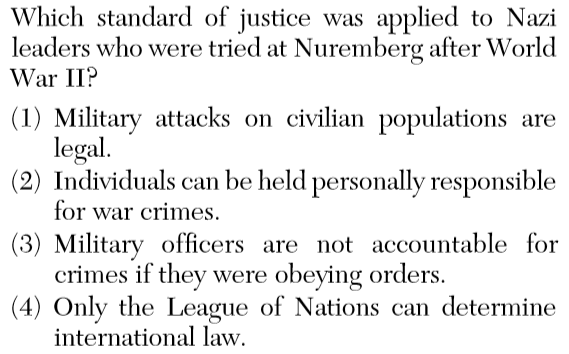 Which standard of justice was applied to Nazi
leaders who were tried at Nuremberg after World
War II?
(1) Military attacks on civilian populations are
legal.
(2) Individuals can be held personally responsible
for war crimes.
(3) Military officers are not accountable for
crimes if they were obeying orders.
(4) Only the League of Nations can determine
international law.